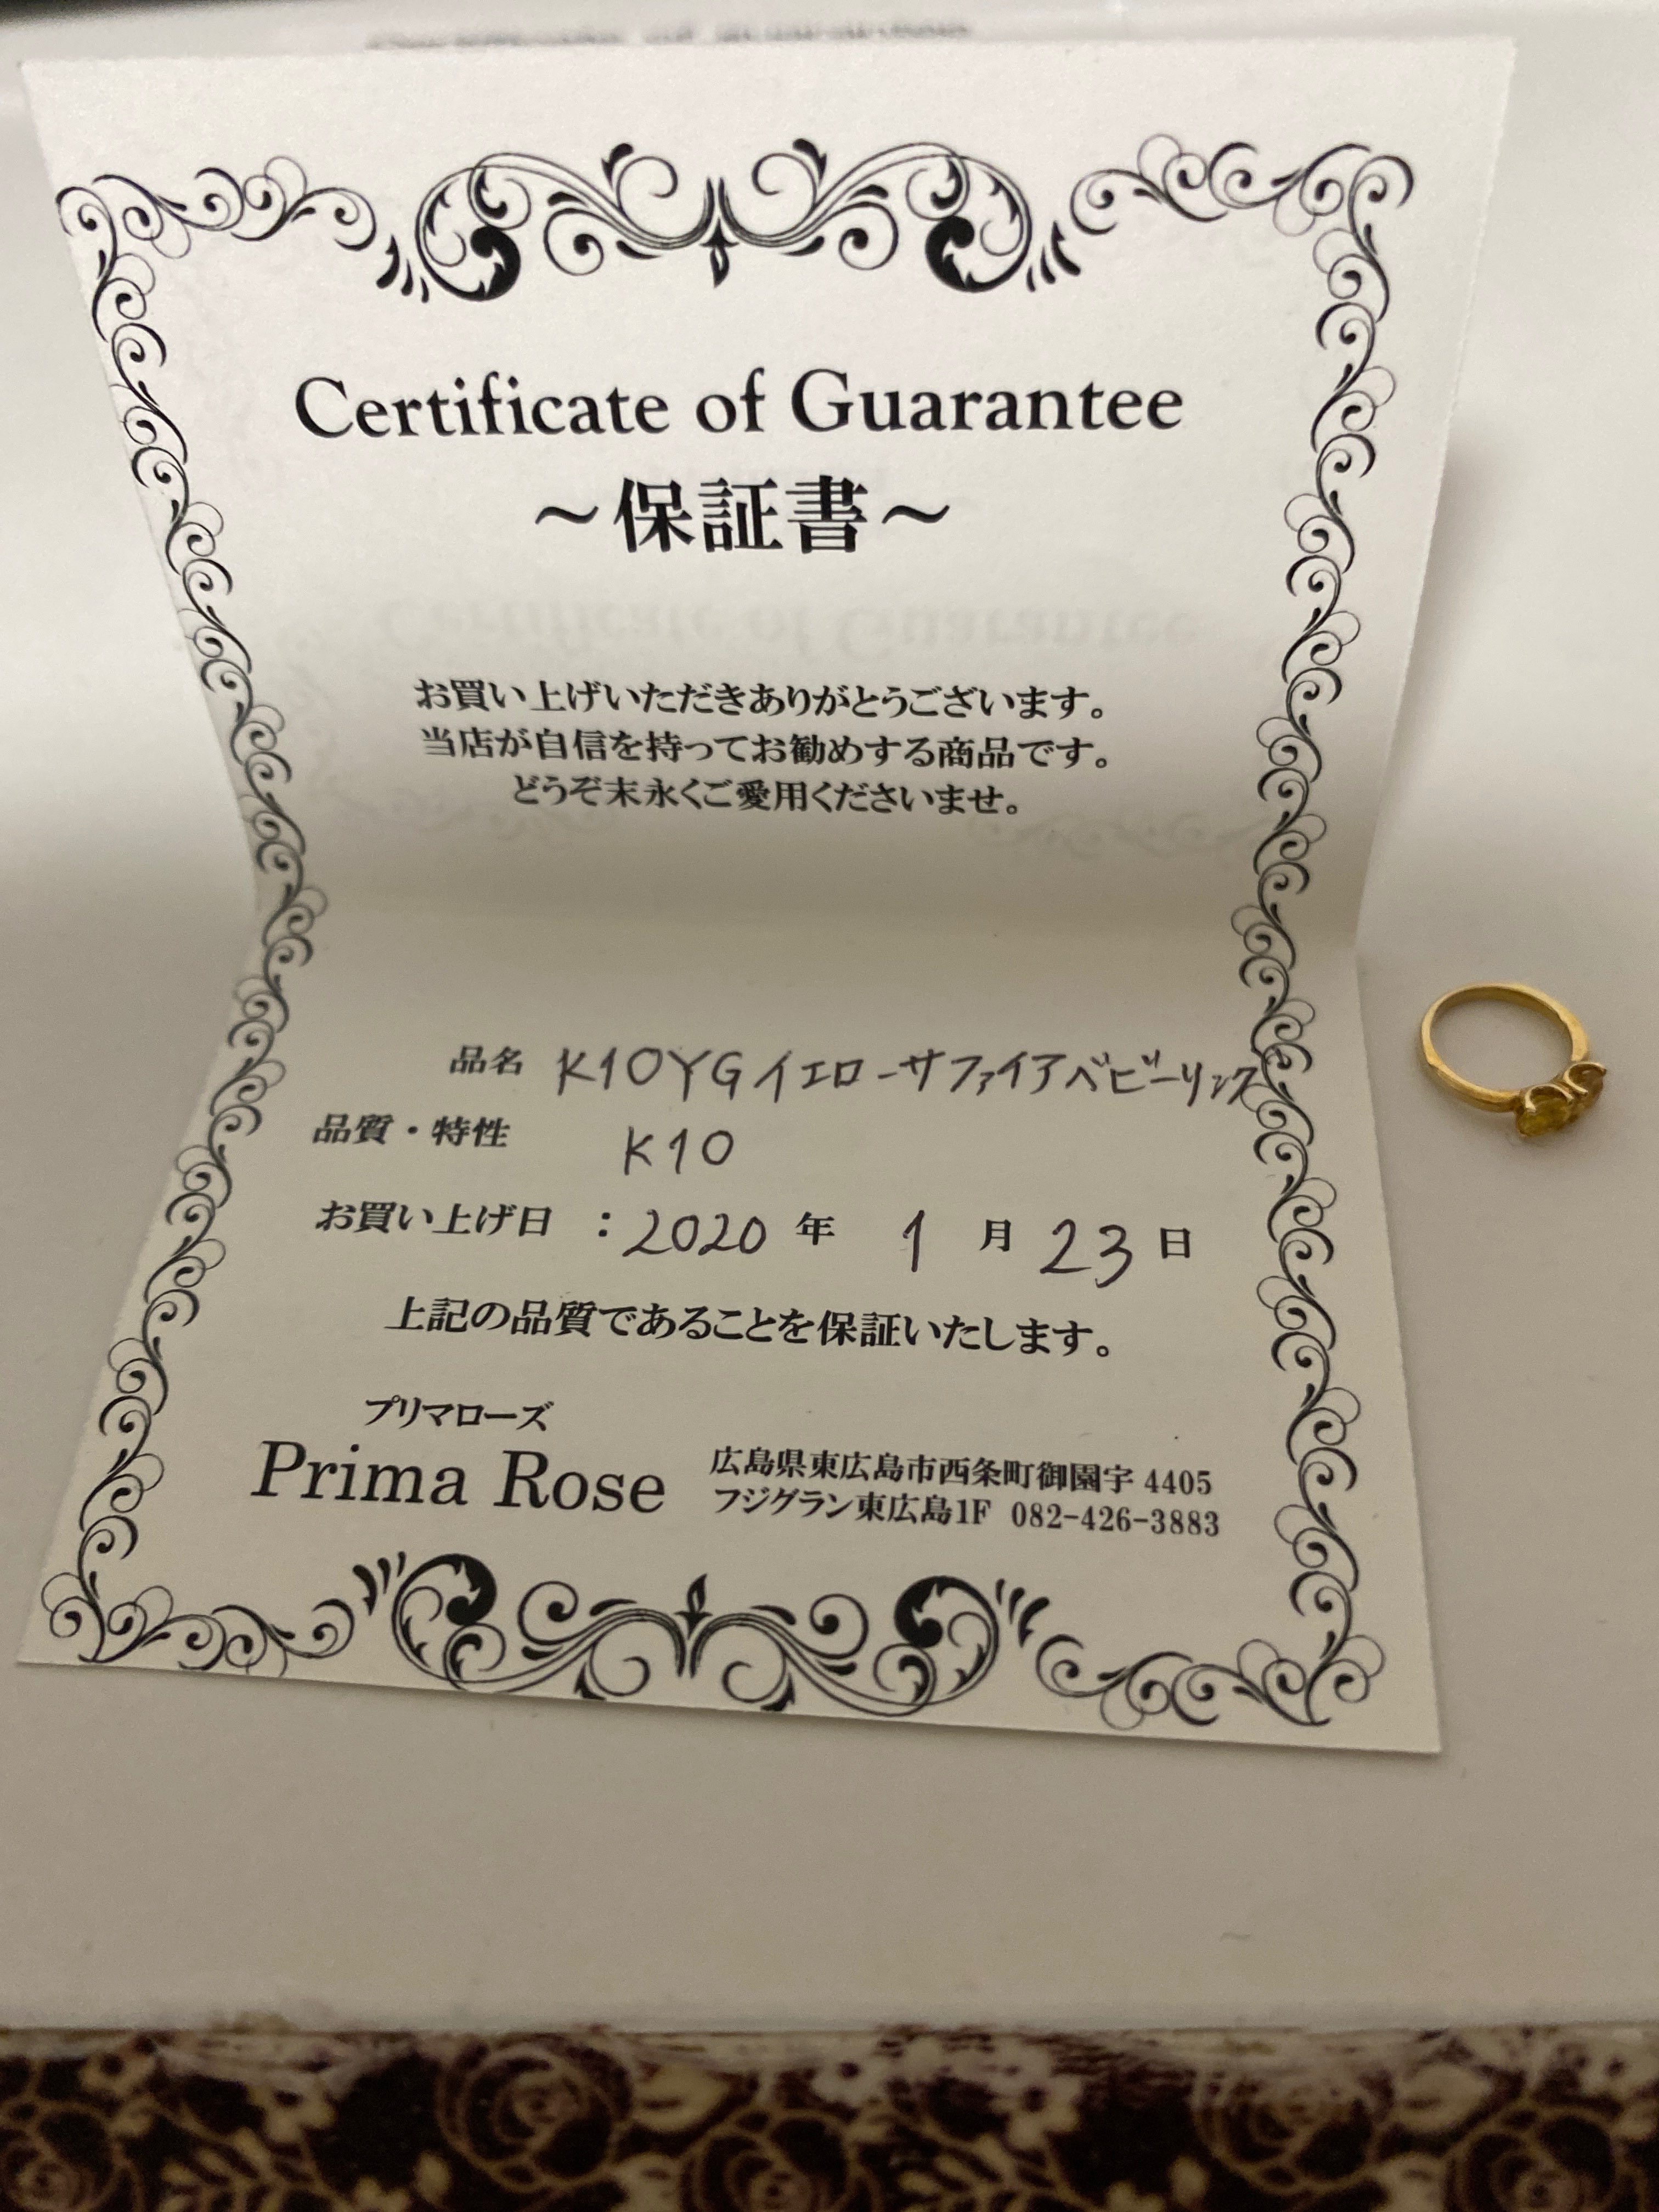 Certificate of Guarantee
～保証書～
お買い上げいただきありがとうございます。
当店が自信を持ってお勧めする商品です。
どうぞ末永くご愛用くださいませ。
品名 K10YGイエローサファイアベビーリング
品質・特性 K10
お買い上げ日 : 2020 年 1 月 23 日
上記の品質であることを保証いたします。
プリマローズ
Prima Rose
広島県東広島市西条町御薗宇 4405
フジグラン東広島1F 082-426-3883